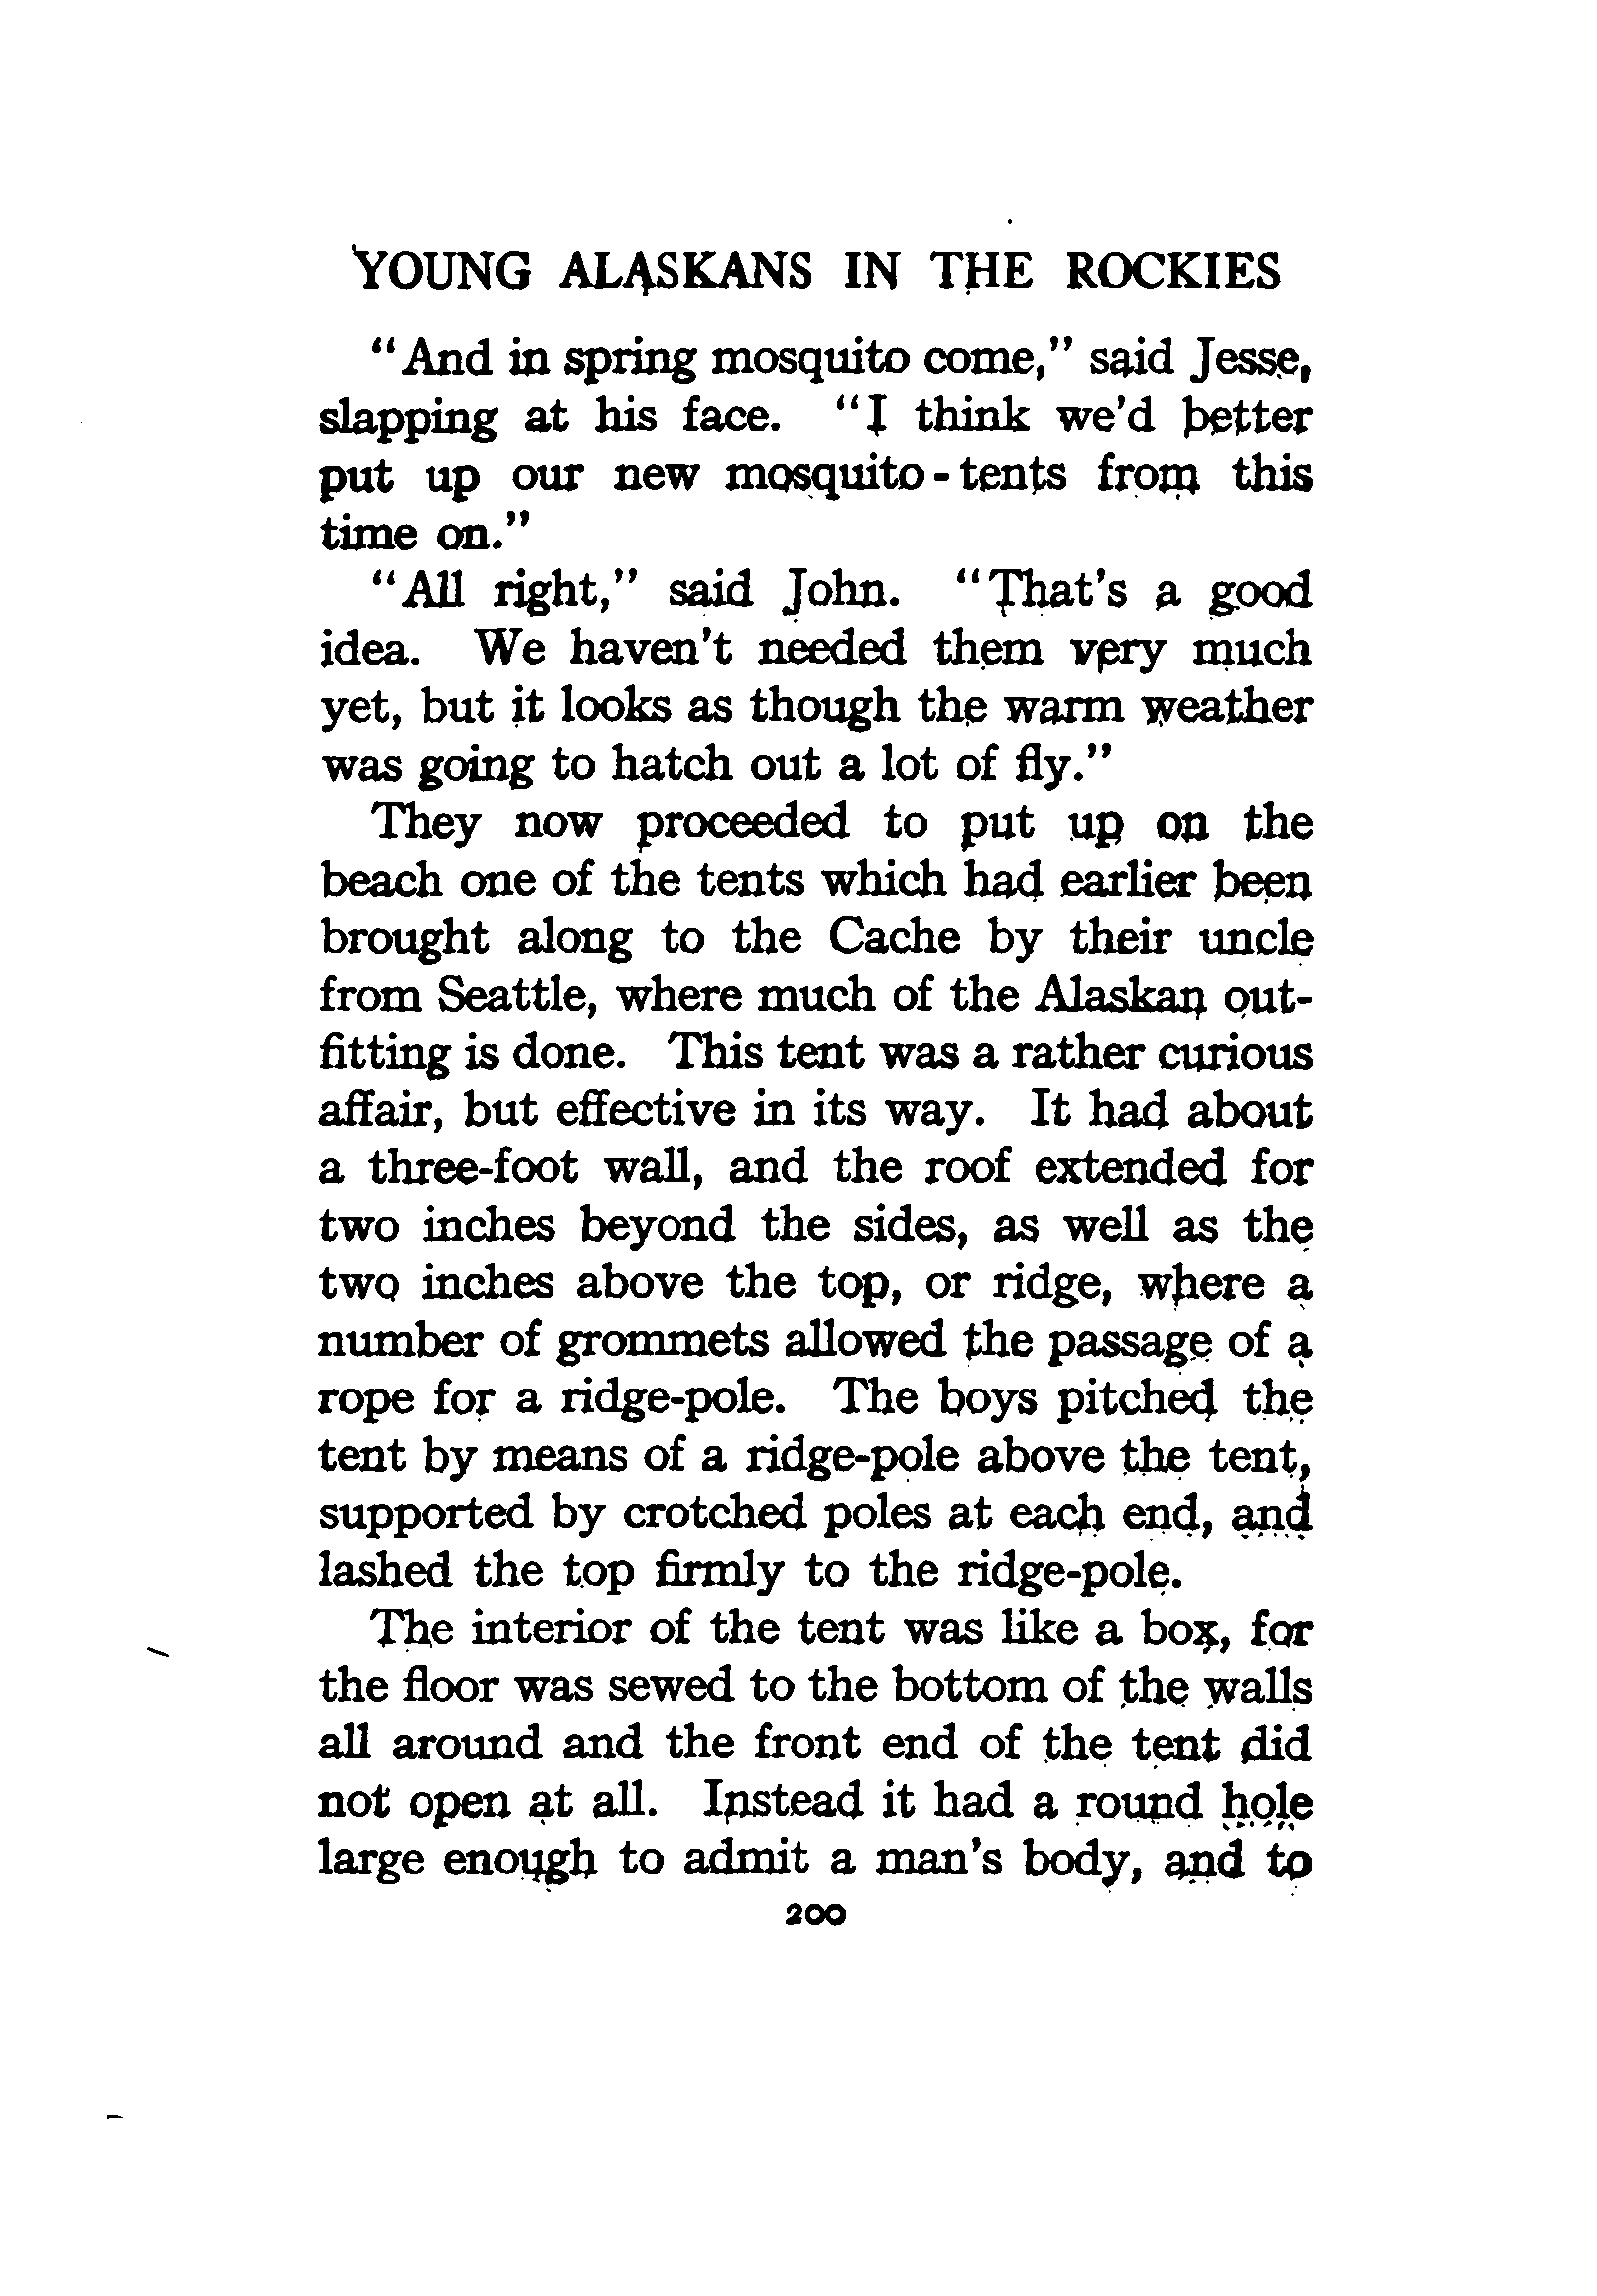 YOUNG ALASKANS IN THE ROCKIES
"And in spring mosquito come," said Jesse,
slapping at his face. "I think we'd better
put up our new mosquito-tents from this
time on."
"All right," said John. "That's a good
idea. We haven't needed them very much
yet, but it looks as though the warm weather
was going to hatch out a lot of fly."
They now proceeded to put up on the
beach one of the tents which had earlier been
brought along to the Cache by their uncle
from Seattle, where much of the Alaskan out-
fitting is done. This tent was a rather curious
affair, but effective in its way. It had about
a three-foot wall, and the roof extended for
two inches beyond the sides, as well as the
two inches above the top, or ridge, where a
number of grommets allowed the passage of a
rope for a ridge-pole. The boys pitched the
tent by means of a ridge-pole above the tent,
supported by crotched poles at each end, and
lashed the top firmly to the ridge-pole.
The interior of the tent was like a box, for
the floor was sewed to the bottom of the walls
all around and the front end of the tent did
not open at all. Instead it had a round hole
large enough to admit a man's body, and to
200